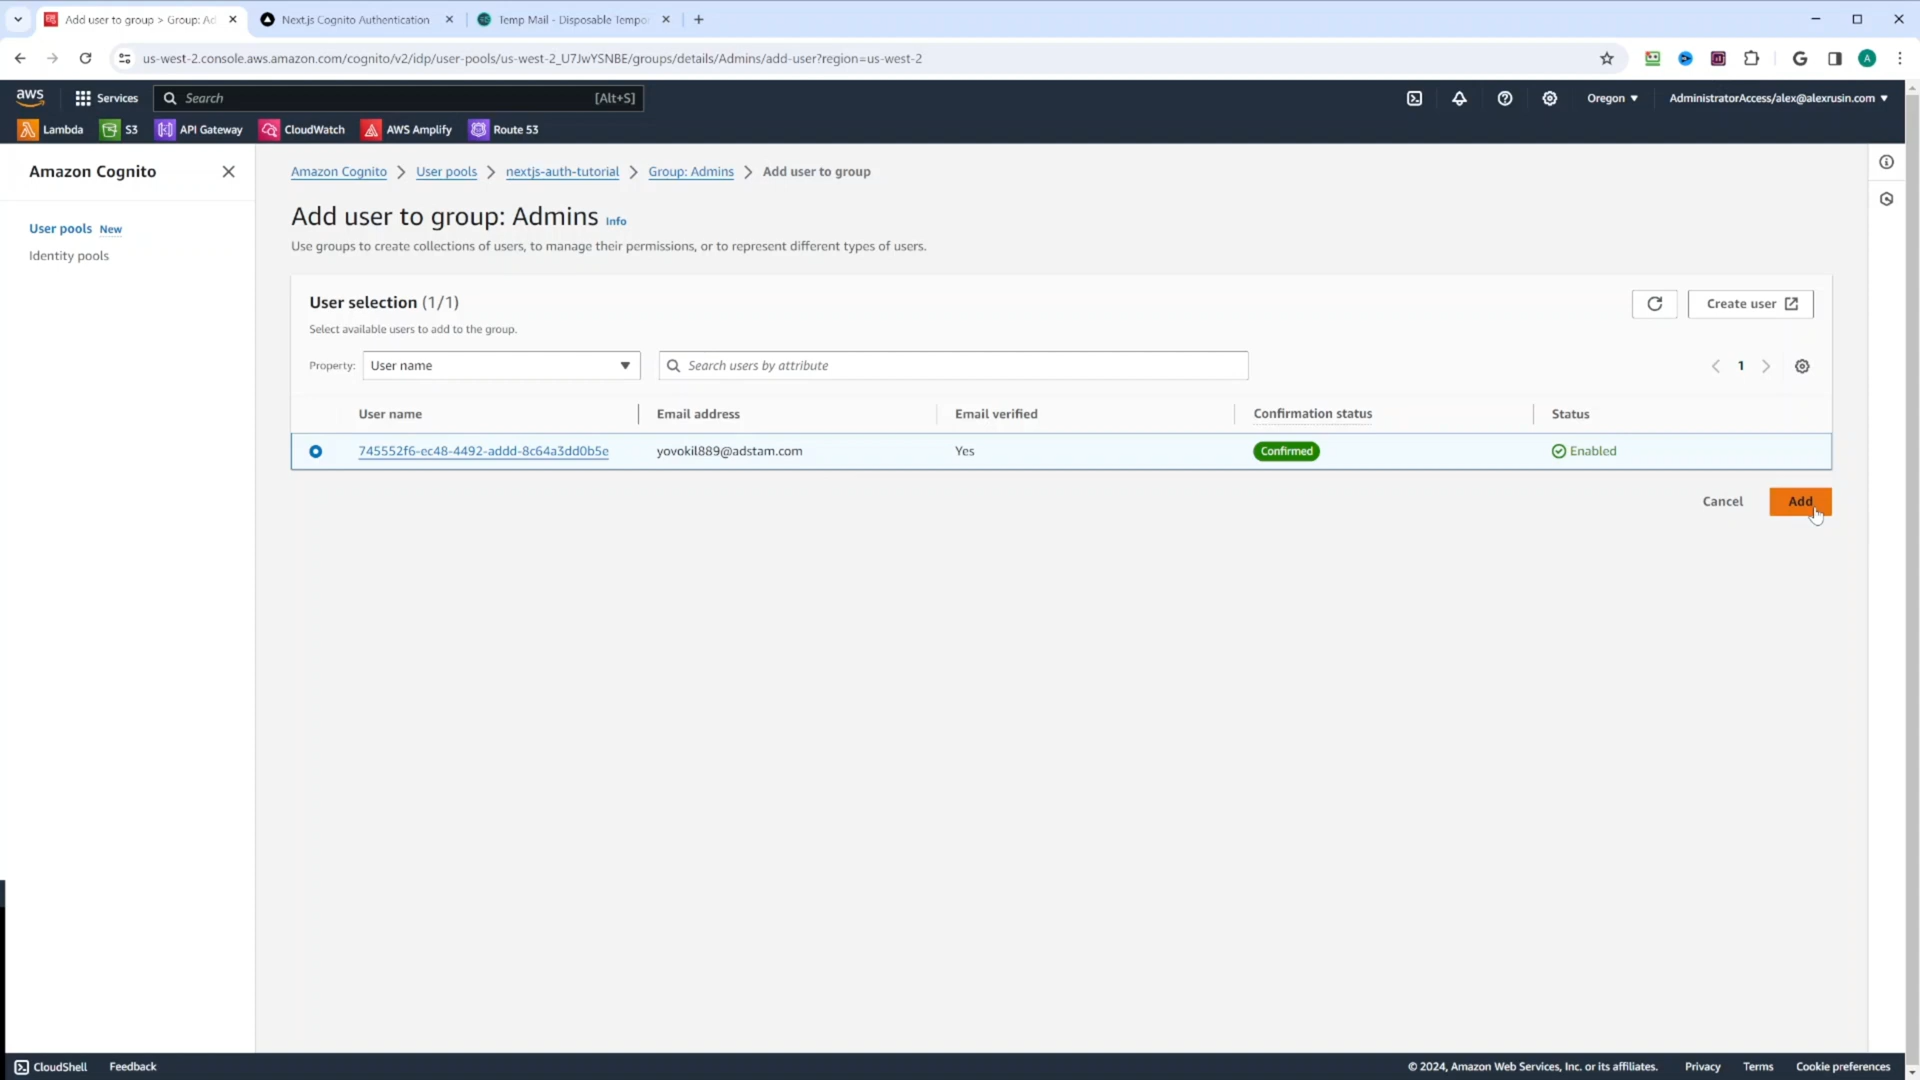 Add user to group > Group: Ad
Next.js Cognito Authentication
Temp Mail - Disposable Tempo
us-west-2.console.aws.amazon.com/cognito/v2/idp/user-pools/us-west-2_U7JwYSNBE/groups/details/Admins/add-user?region=us-west-2
A
aws
Services
Search
[Alt+S]
Oregon
AdministratorAccess/alex@alexrusin.com
Lambda
S3
API Gateway
CloudWatch
AWS Amplify
Route 53
Amazon Cognito
User pools New
Identity pools
Amazon Cognito
User pools
nextjs-auth-tutorial
Group: Admins
Add user to group
Add user to group: Admins Info
Use groups to create collections of users, to manage their permissions, or to represent different types of users.
User selection (1/1)
Select available users to add to the group.
Create user
Property:
User name
Search users by attribute
1
User name
Email address
Email verified
Confirmation status
Status
745552f6-ec48-4492-addd-8c64a3dd0b5e
yovokil889@adstam.com
Yes
Confirmed
Enabled
Cancel
Add
CloudShell
Feedback
© 2024, Amazon Web Services, Inc. or its affiliates.
Privacy
Terms
Cookie preferences